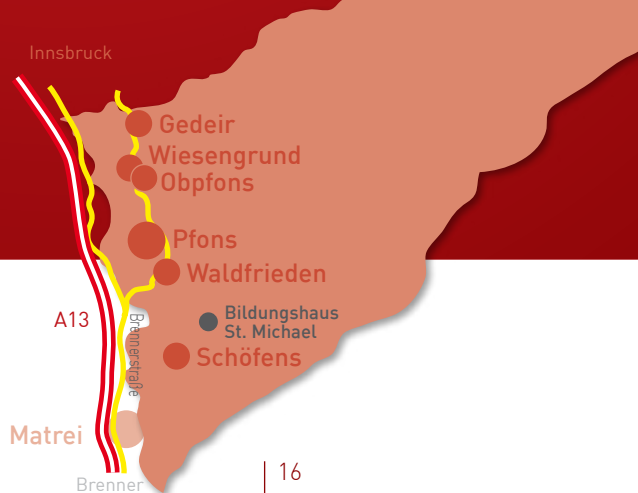 Innsbruck
Gedeir
Wiesengrund
Obpfons
Pfons
Waldfrieden
A13
Brennerstraße
Bildungshaus
St. Michael
Schöfens
Matrei
Brenner
16